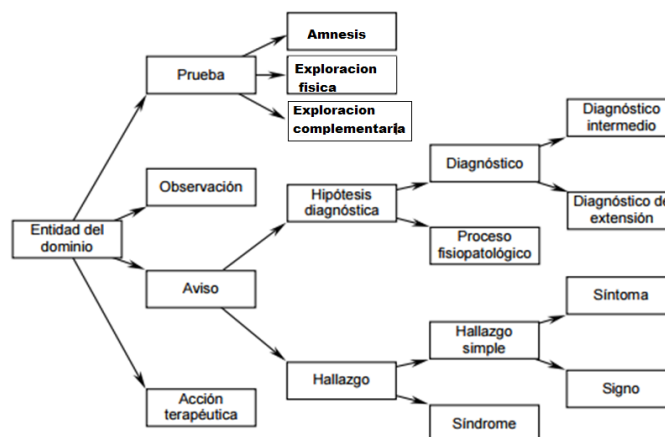 Amnesis
Prueba
Exploracion
fisica
Exploración
complementaria
Diagnóstico
intermedio
Diagnóstico
Observación
Hipótesis
diagnóstica
Diagnóstico de
extensión
Entidad del
dominio
Proceso
fisiopatológico
Aviso
Síntoma
Hallazgo
simple
Hallazgo
Signo
Acción
terapéutica
Síndrome